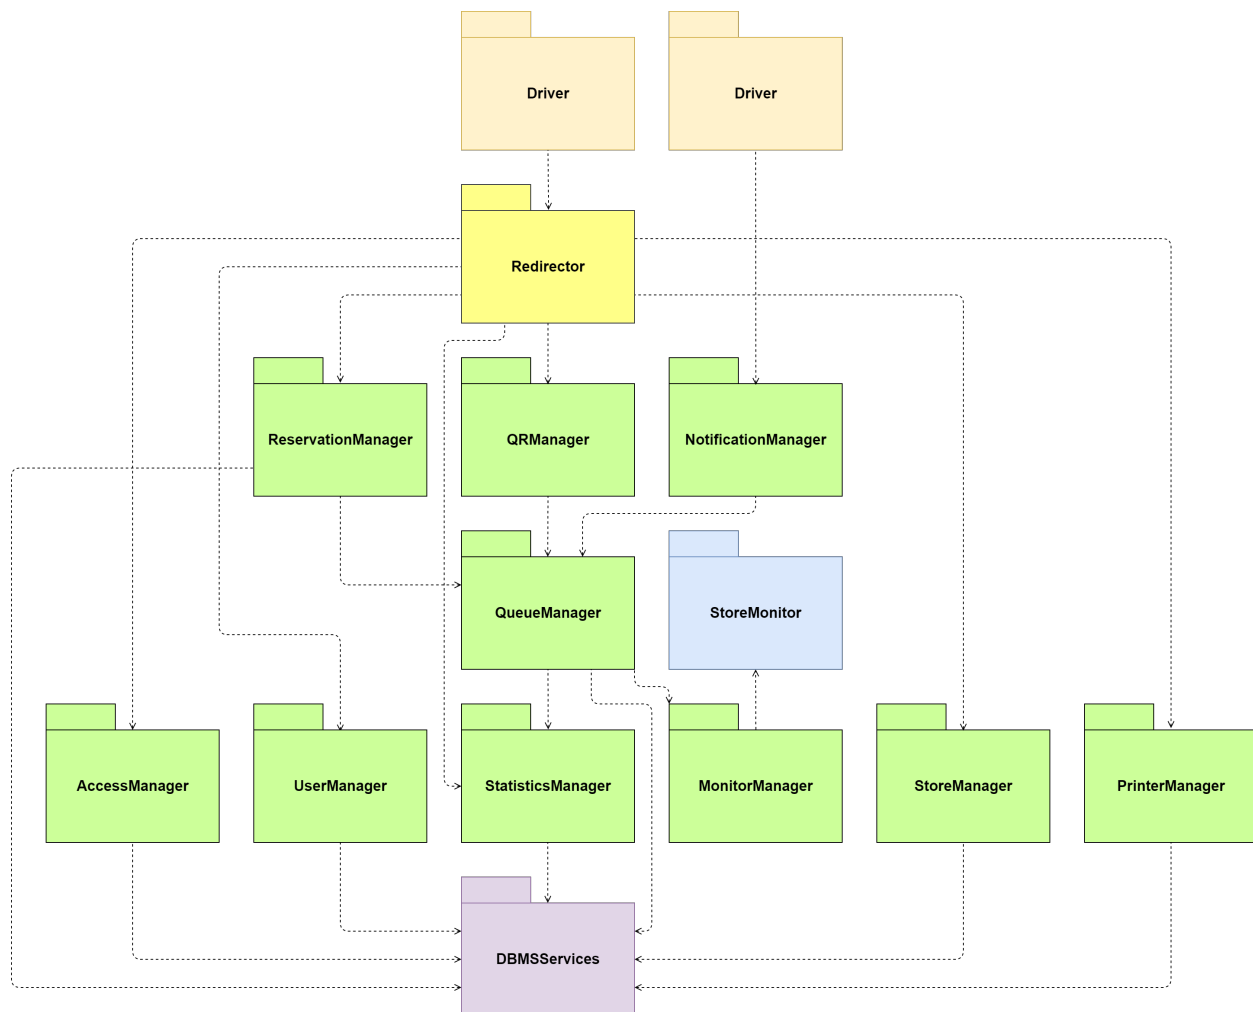 Driver
Driver
Redirector
ReservationManager
QRManager
NotificationManager
QueueManager
StoreMonitor
AccessManager
UserManager
StatisticsManager
MonitorManager
StoreManager
PrinterManager
DBMSServices